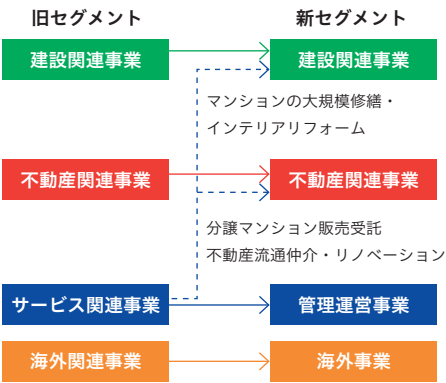 旧セグメント 新セグメント
建設関連事業 建設関連事業
マンションの大規模修繕・
インテリアリフォーム
不動産関連事業 不動産関連事業
分譲マンション販売受託
不動産流通仲介・リノベーション
サービス関連事業 管理運営事業
海外関連事業 海外事業